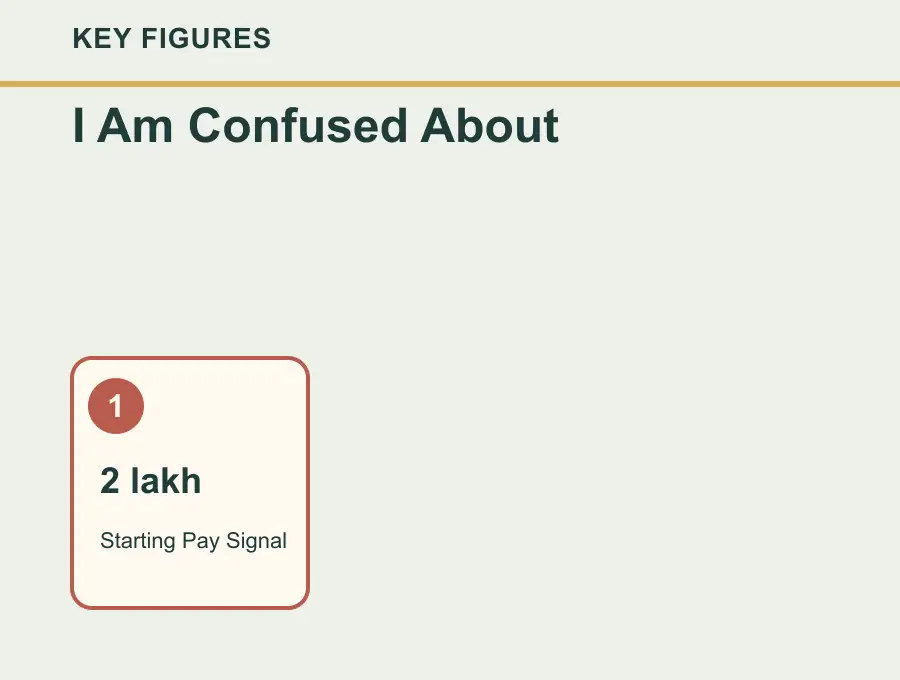 KEY FIGURES
I Am Confused About
1
2 lakh
Starting Pay Signal